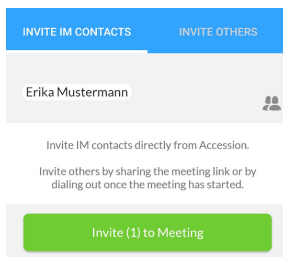 INVITE IM CONTACTS INVITE OTHERS
Erika Mustermann
Invite IM contacts directly from Accession.
Invite others by sharing the meeting link or by
dialing out once the meeting has started.
Invite (1) to Meeting